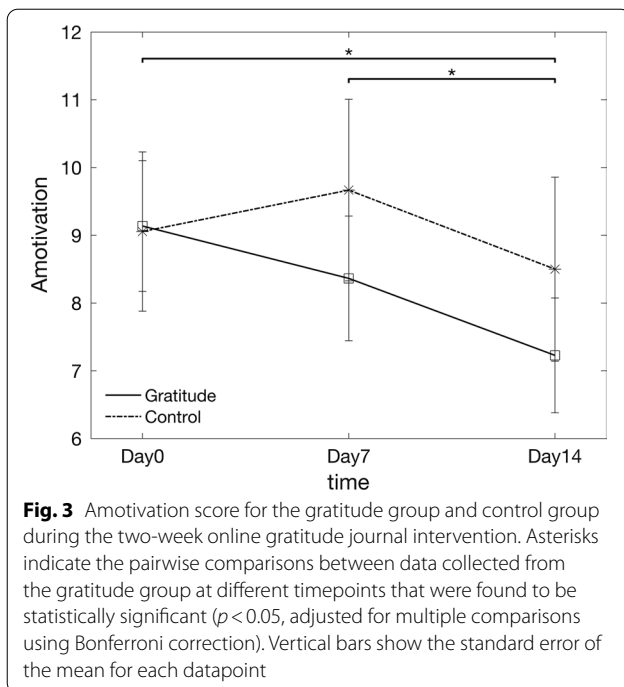 12
*
11
*
10
9
8
7
6
Amotivation
Gratitude
Control
Day0 Day7 Day14
time
Fig. 3 Amotivation score for the gratitude group and control group
during the two-week online gratitude journal intervention. Asterisks
indicate the pairwise comparisons between data collected from
the gratitude group at different timepoints that were found to be
statistically significant (p < 0.05, adjusted for multiple comparisons
using Bonferroni correction). Vertical bars show the standard error of
the mean for each datapoint